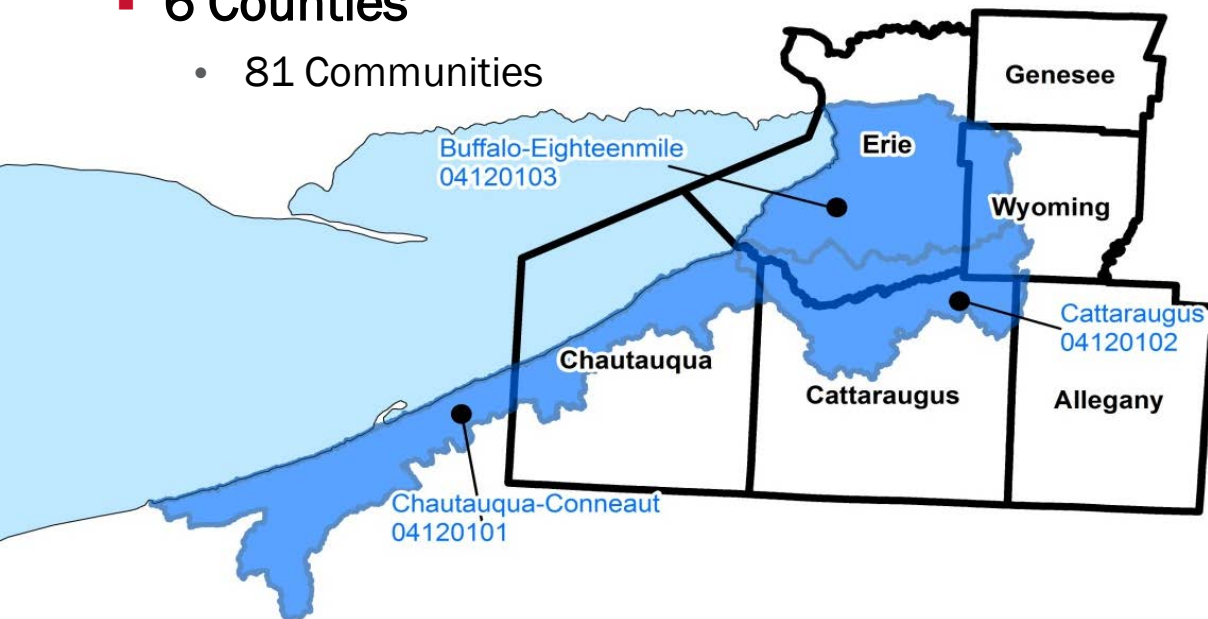 6 Counties
81 Communities
Genesee
Erie
Buffalo-Eighteenmile
04120103
Wyoming
Cattaraugus
04120102
Chautauqua
Cattaraugus
Allegany
Chautauqua-Conneaut
04120101